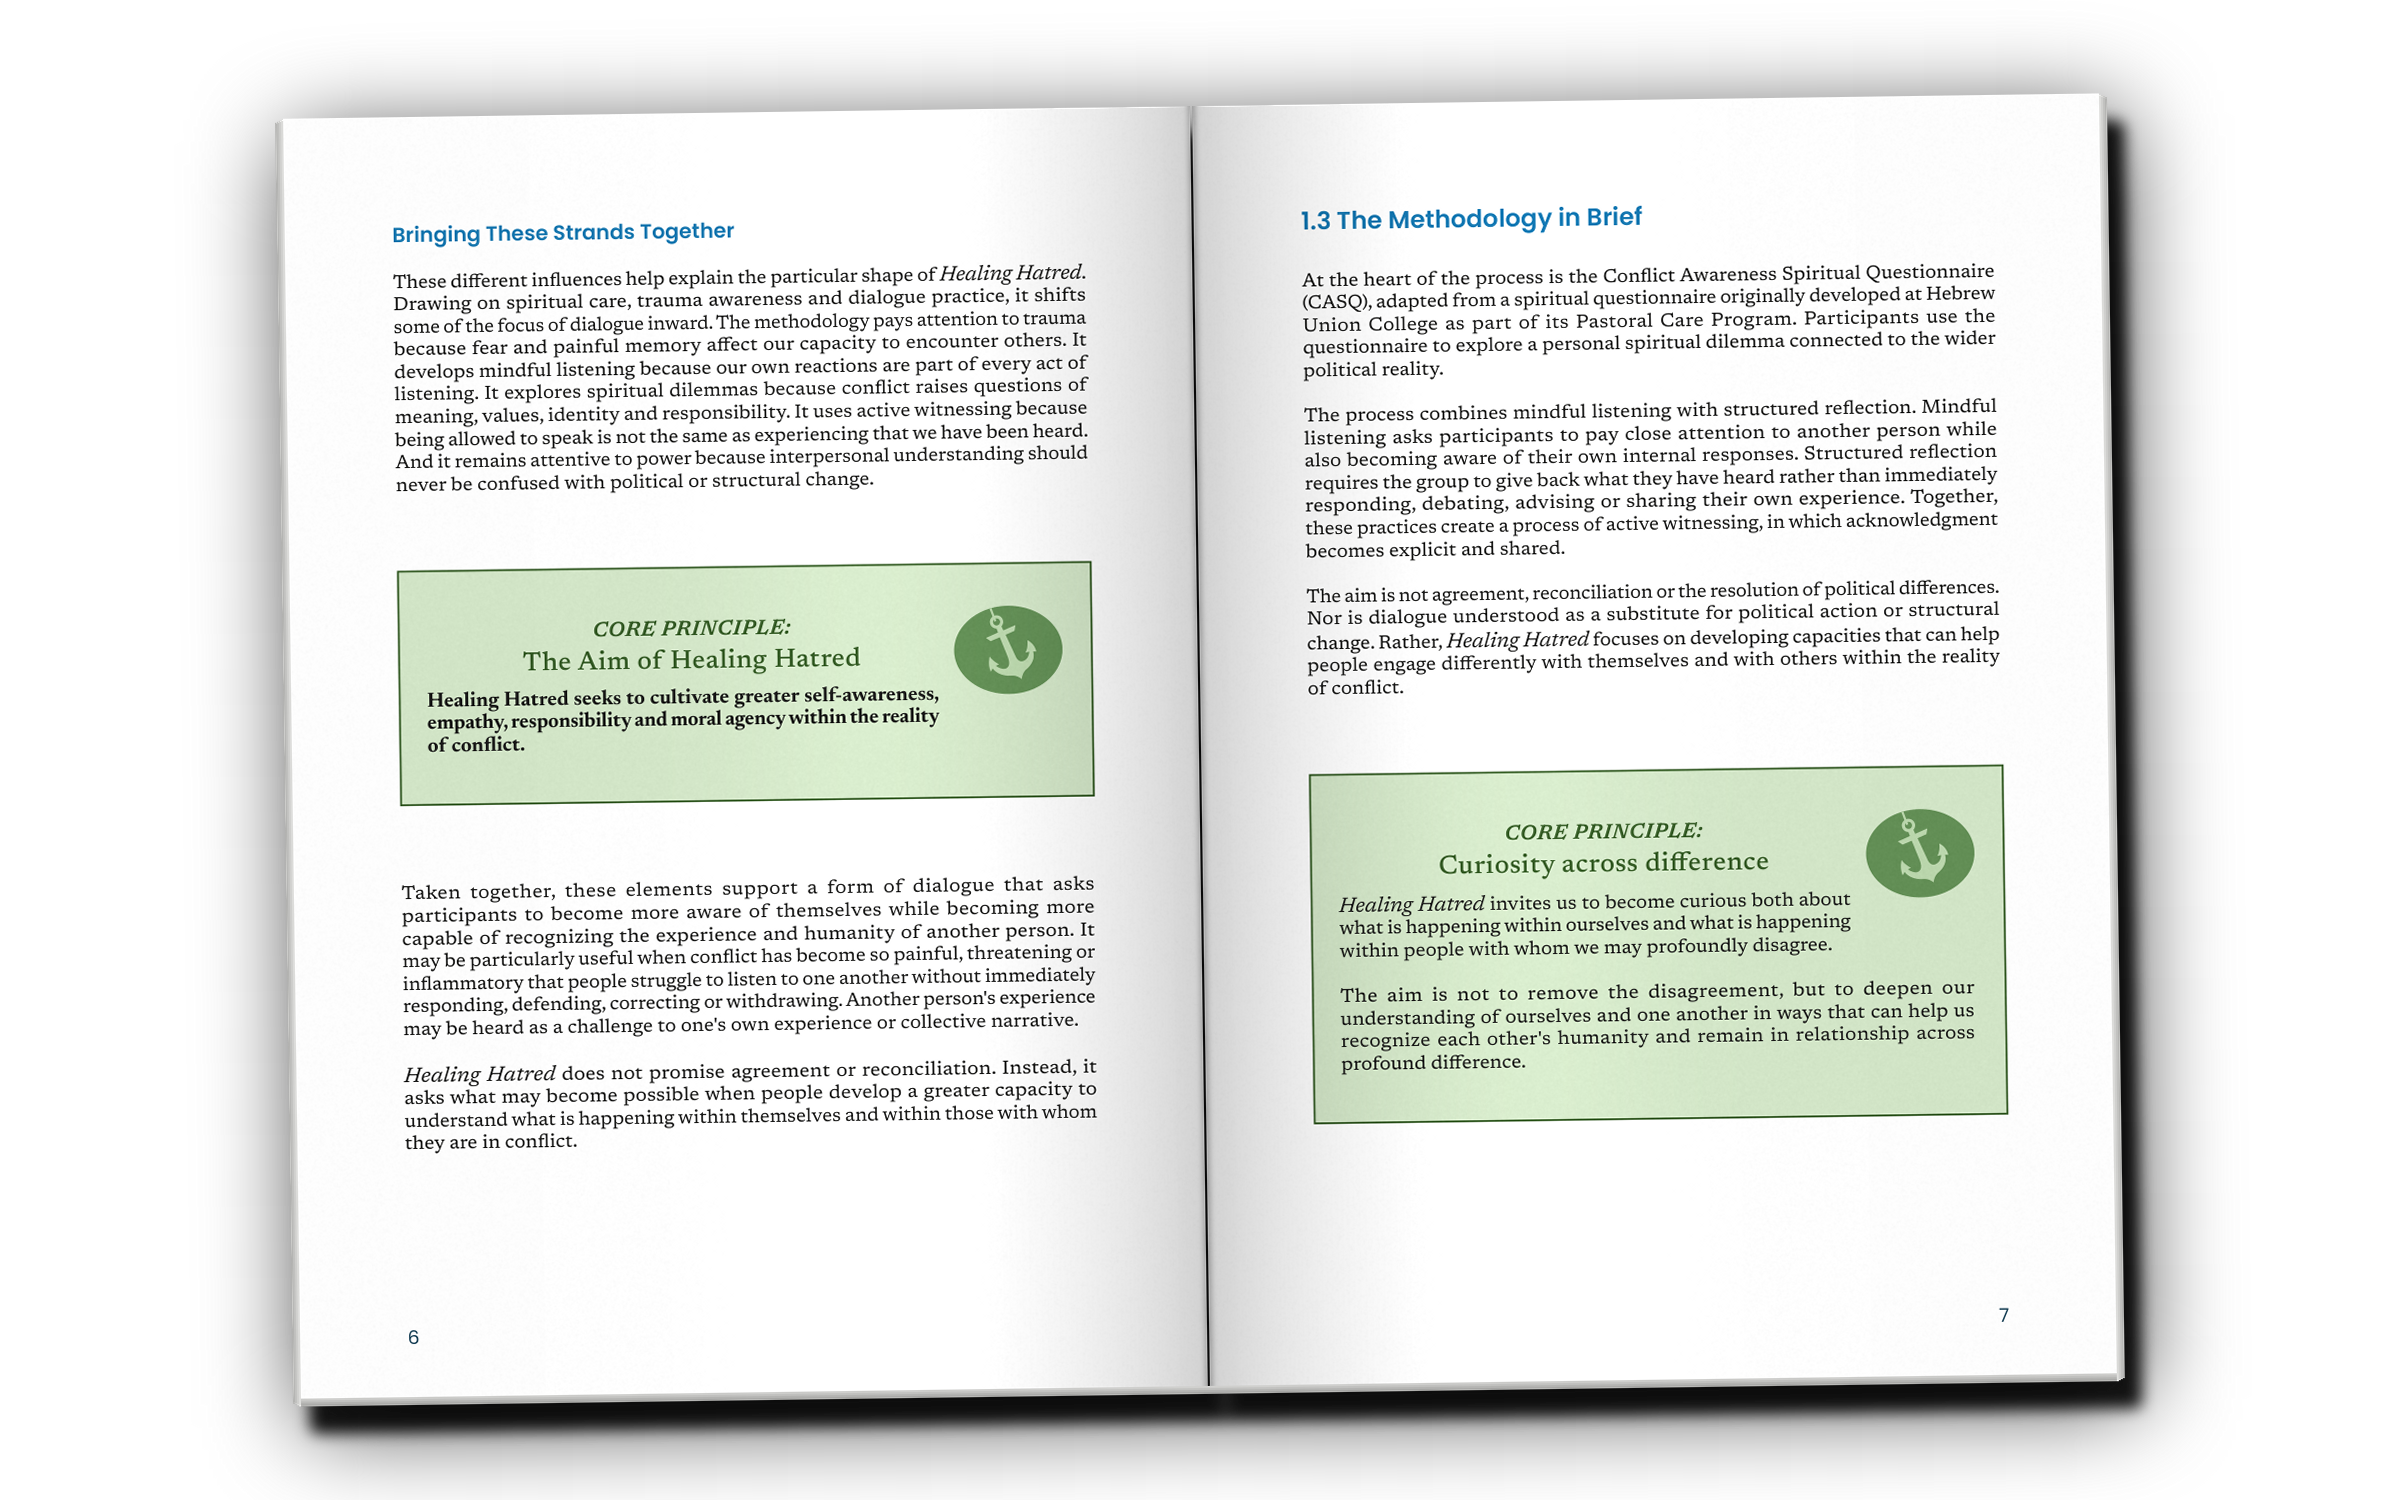 Bringing These Strands Together
These different influences help explain the particular shape of Healing Hatred.
Drawing on spiritual care, trauma awareness and dialogue practice, it shifts
some of the focus of dialogue inward. The methodology pays attention to trauma
because fear and painful memory affect our capacity to encounter others. It
develops mindful listening because our own reactions are part of every act of
listening. It explores spiritual dilemmas because conflict raises questions of
meaning, values, identity and responsibility. It uses active witnessing because
being allowed to speak is not the same as experiencing that we have been heard.
And it remains attentive to power because interpersonal understanding should
never be confused with political or structural change.
CORE PRINCIPLE:
The Aim of Healing Hatred
Healing Hatred seeks to cultivate greater self-awareness,
empathy, responsibility and moral agency within the reality
of conflict.
Taken together, these elements support a form of dialogue that asks
participants to become more aware of themselves while becoming more
capable of recognizing the experience and humanity of another person. It
may be particularly useful when conflict has become so painful, threatening or
inflammatory that people struggle to listen to one another without immediately
responding, defending, correcting or withdrawing. Another person's experience
may be heard as a challenge to one's own experience or collective narrative.
Healing Hatred does not promise agreement or reconciliation. Instead, it
asks what may become possible when people develop a greater capacity to
understand what is happening within themselves and within those with whom
they are in conflict.
6
1.3 The Methodology in Brief
At the heart of the process is the Conflict Awareness Spiritual Questionnaire
(CASQ), adapted from a spiritual questionnaire originally developed at Hebrew
Union College as part of its Pastoral Care Program. Participants use the
questionnaire to explore a personal spiritual dilemma connected to the wider
political reality.
The process combines mindful listening with structured reflection. Mindful
listening asks participants to pay close attention to another person while
also becoming aware of their own internal responses. Structured reflection
requires the group to give back what they have heard rather than immediately
responding, debating, advising or sharing their own experience. Together,
these practices create a process of active witnessing, in which acknowledgment
becomes explicit and shared.
The aim is not agreement, reconciliation or the resolution of political differences.
Nor is dialogue understood as a substitute for political action or structural
change. Rather, Healing Hatred focuses on developing capacities that can help
people engage differently with themselves and with others within the reality
of conflict.
CORE PRINCIPLE:
Curiosity across difference
Healing Hatred invites us to become curious both about
what is happening within ourselves and what is happening
within people with whom we may profoundly disagree.
The aim is not to remove the disagreement, but to deepen our
understanding of ourselves and one another in ways that can help us
recognize each other's humanity and remain in relationship across
profound difference.
7